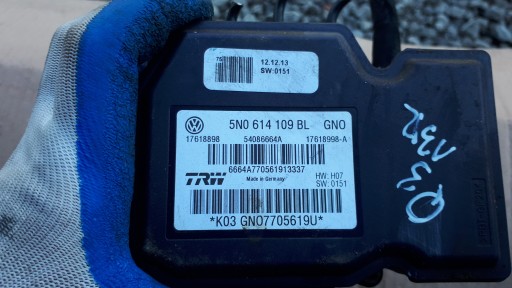 12.12.13
SW:0151
5N0 614 109 BL GNO
17618898 54086664A 17618998-A
6664A770561913337
TRW Made in Germany HW: H07
SW: 0151
*K03 GNO7705619U*
Q3